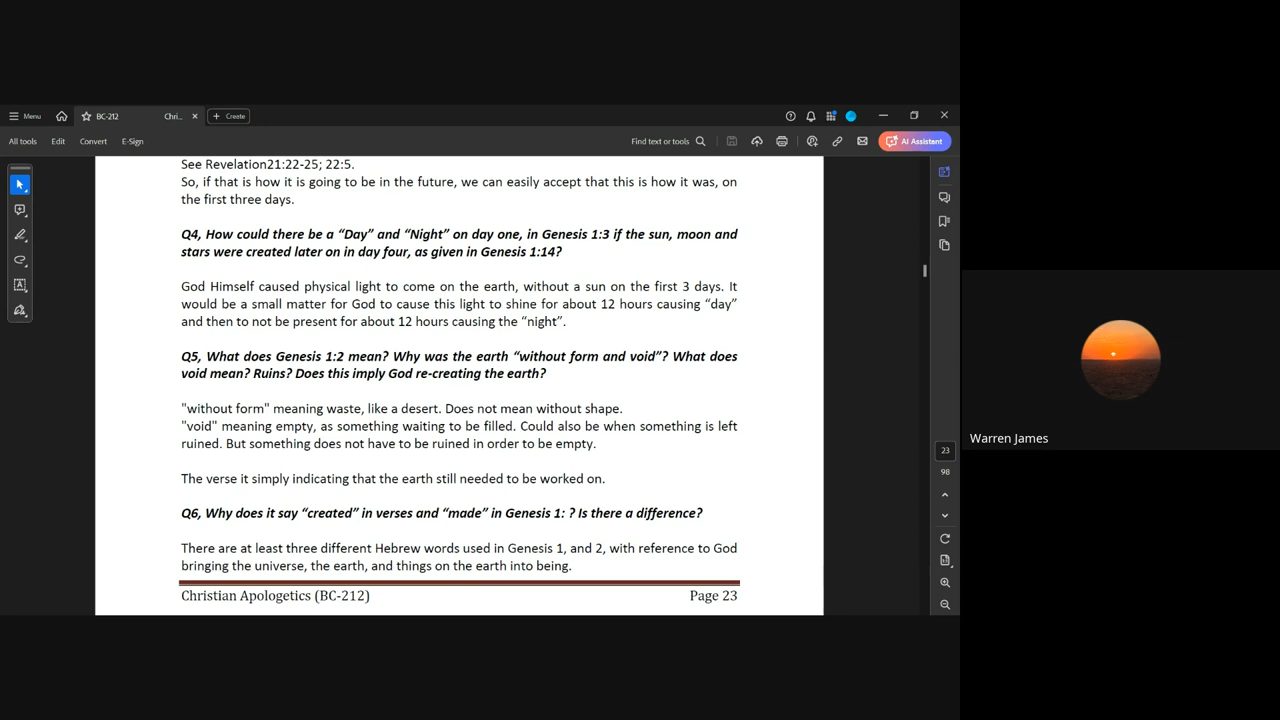 Menu
BC-212
Chri...
Create
All tools
Edit
Convert
E-Sign
Find text or tools
AI Assistant
See Revelation21:22-25; 22:5.
So, if that is how it is going to be in the future, we can easily accept that this is how it was, on
the first three days.
Q4, How could there be a “Day” and “Night” on day one, in Genesis 1:3 if the sun, moon and
stars were created later on in day four, as given in Genesis 1:14?
God Himself caused physical light to come on the earth, without a sun on the first 3 days. It
would be a small matter for God to cause this light to shine for about 12 hours causing “day”
and then to not be present for about 12 hours causing the “night”.
Q5, What does Genesis 1:2 mean? Why was the earth “without form and void”? What does
void mean? Ruins? Does this imply God re-creating the earth?
"without form" meaning waste, like a desert. Does not mean without shape.
"void" meaning empty, as something waiting to be filled. Could also be when something is left
ruined. But something does not have to be ruined in order to be empty.
The verse it simply indicating that the earth still needed to be worked on.
Q6, Why does it say “created” in verses and “made” in Genesis 1: ? Is there a difference?
There are at least three different Hebrew words used in Genesis 1, and 2, with reference to God
bringing the universe, the earth, and things on the earth into being.
Christian Apologetics (BC-212)
Page 23
23
98
Warren James